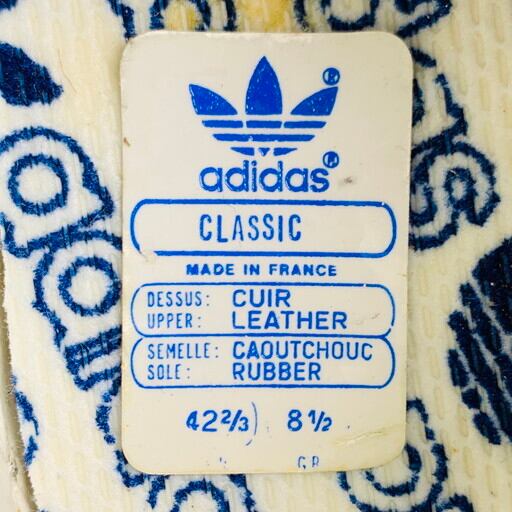 ®
adidas®
CLASSIC
MADE IN FRANCE
DESSUS: CUIR
UPPER: LEATHER
SEMELLE: CAOUTCHOUC
SOLE: RUBBER
42 2/3 8 1/2